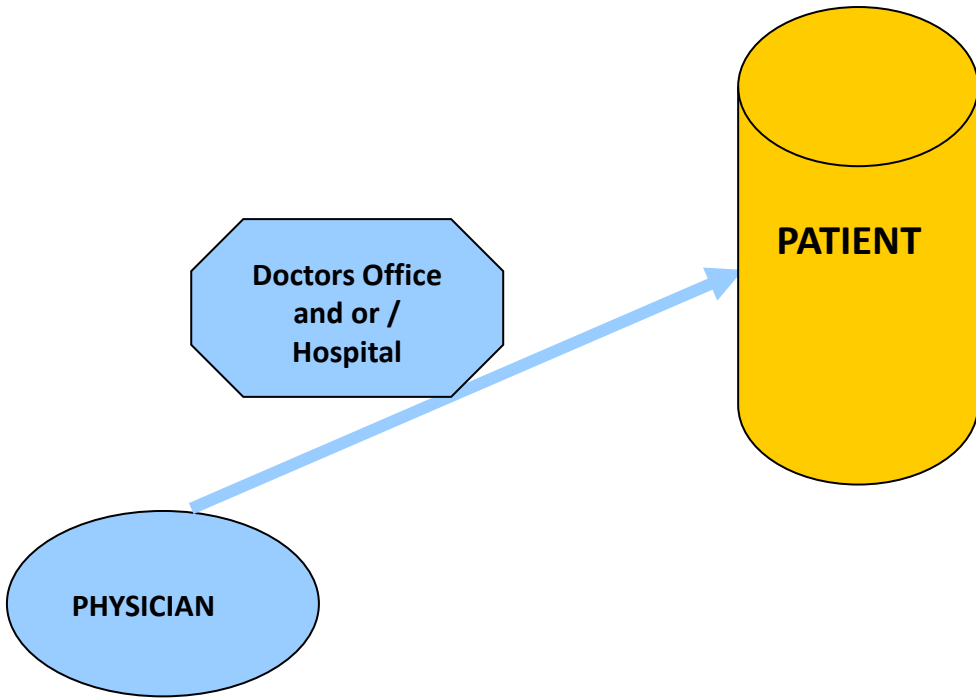 PATIENT
Doctors Office
and or /
Hospital
PHYSICIAN